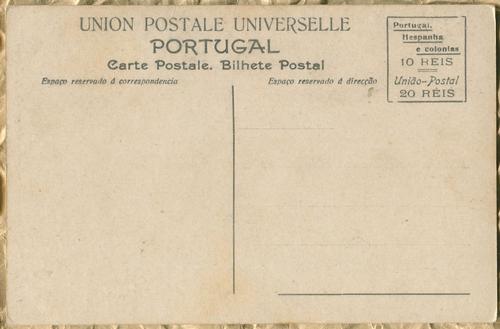 UNION POSTALE UNIVERSELLE
PORTUGAL
Carte Postale. Bilhete Postal
Espaço reservado á correspondencia
Espaço reservado á direcção
Portugal,
Hespanha
e colonias
10 REIS
União-Postal
20 RÉIS